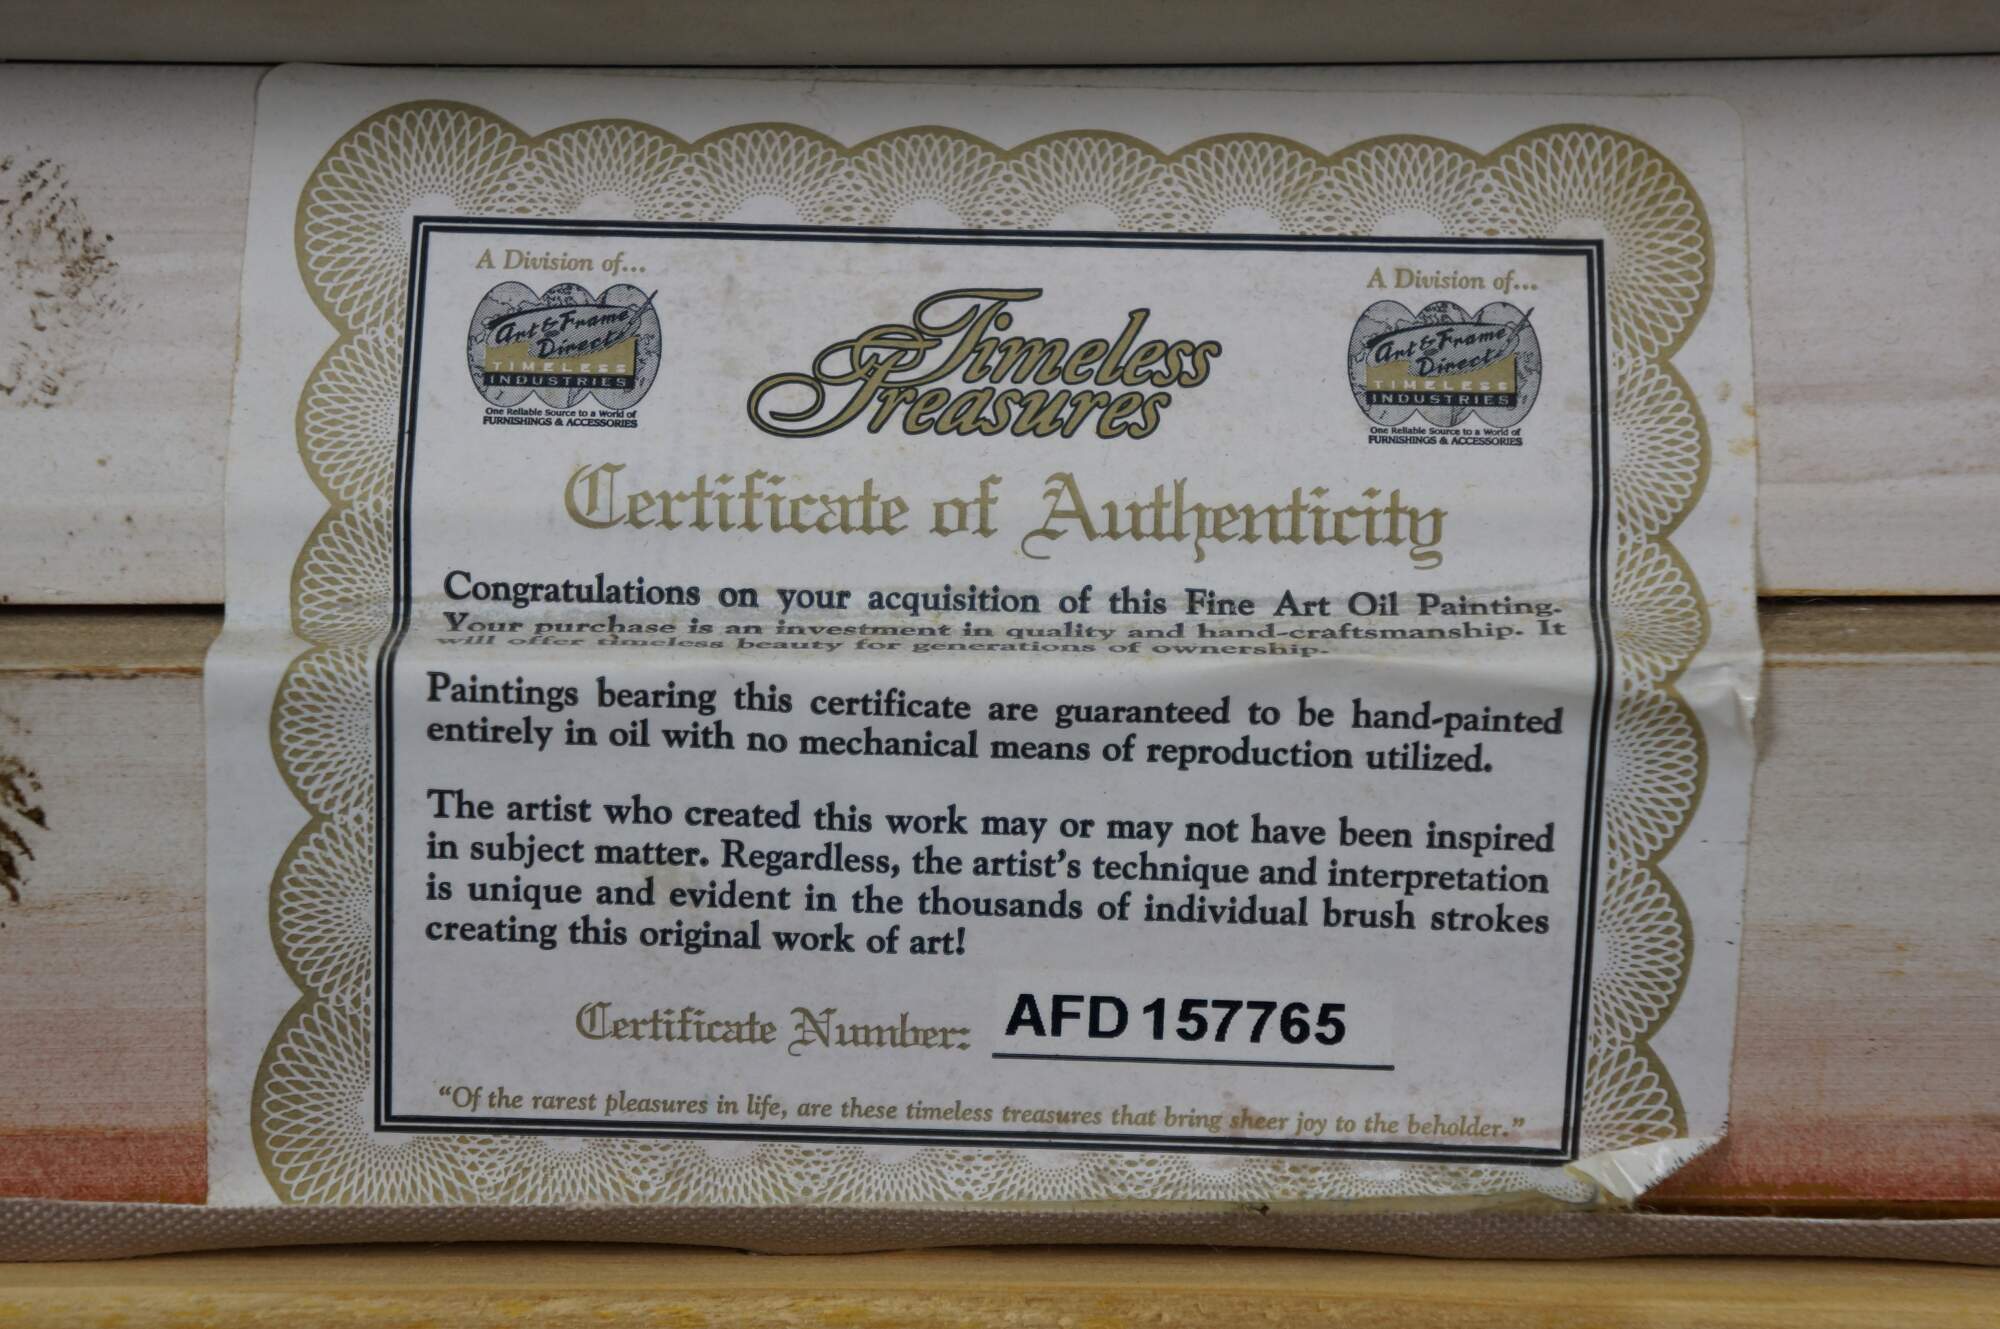 A Division of...
Art & Frame
Direct
TIMELESS
INDUSTRIES
One Reliable Source to a World of
FURNISHINGS & ACCESSORIES
Timeless
Treasures
A Division of...
Art & Frame
Direct
TIMELESS
INDUSTRIES
One Reliable Source to a World of
FURNISHINGS & ACCESSORIES
Certificate of Authenticity
Congratulations on your acquisition of this Fine Art Oil Painting.
Your purchase is an investment in quality and hand-craftsmanship. It
will offer timeless beauty for generations of ownership.
Paintings bearing this certificate are guaranteed to be hand-painted
entirely in oil with no mechanical means of reproduction utilized.
The artist who created this work may or may not have been inspired
in subject matter. Regardless, the artist's technique and interpretation
is unique and evident in the thousands of individual brush strokes
creating this original work of art!
Certificate Number: AFD 157765
"Of the rarest pleasures in life, are these timeless treasures that bring sheer joy to the beholder."